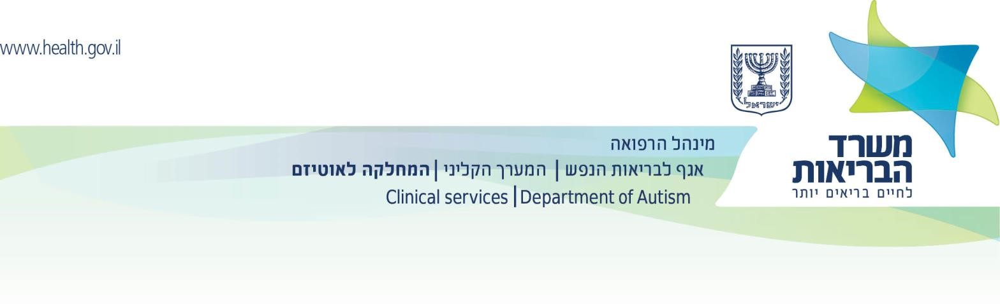 www.health.gov.il
ישראל
משרד
הבריאות
לחיים בריאים יותר
מינהל הרפואה
אגף לבריאות הנפש | המערך הקליני | המחלקה לאוטיזם
Clinical services | Department of Autism